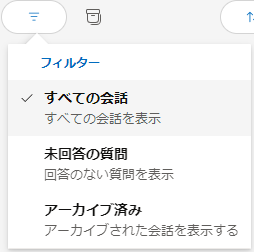 フィルター
すべての会話
すべての会話を表示
未回答の質問
回答のない質問を表示
アーカイブ済み
アーカイブされた会話を表示する